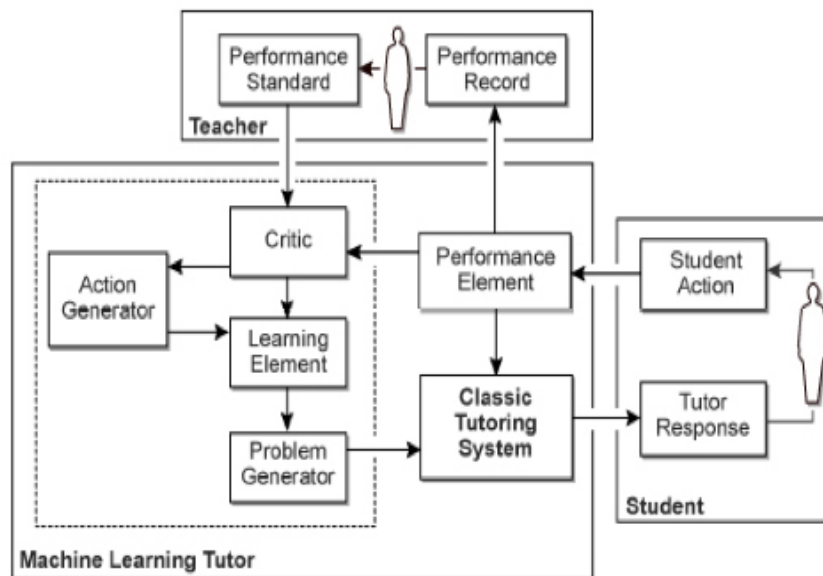 Performance
Standard
Performance
Record
Teacher
Critic
Performance
Element
Student
Action
Action
Generator
Learning
Element
Classic
Tutoring
System
Tutor
Response
Problem
Generator
Student
Machine Learning Tutor